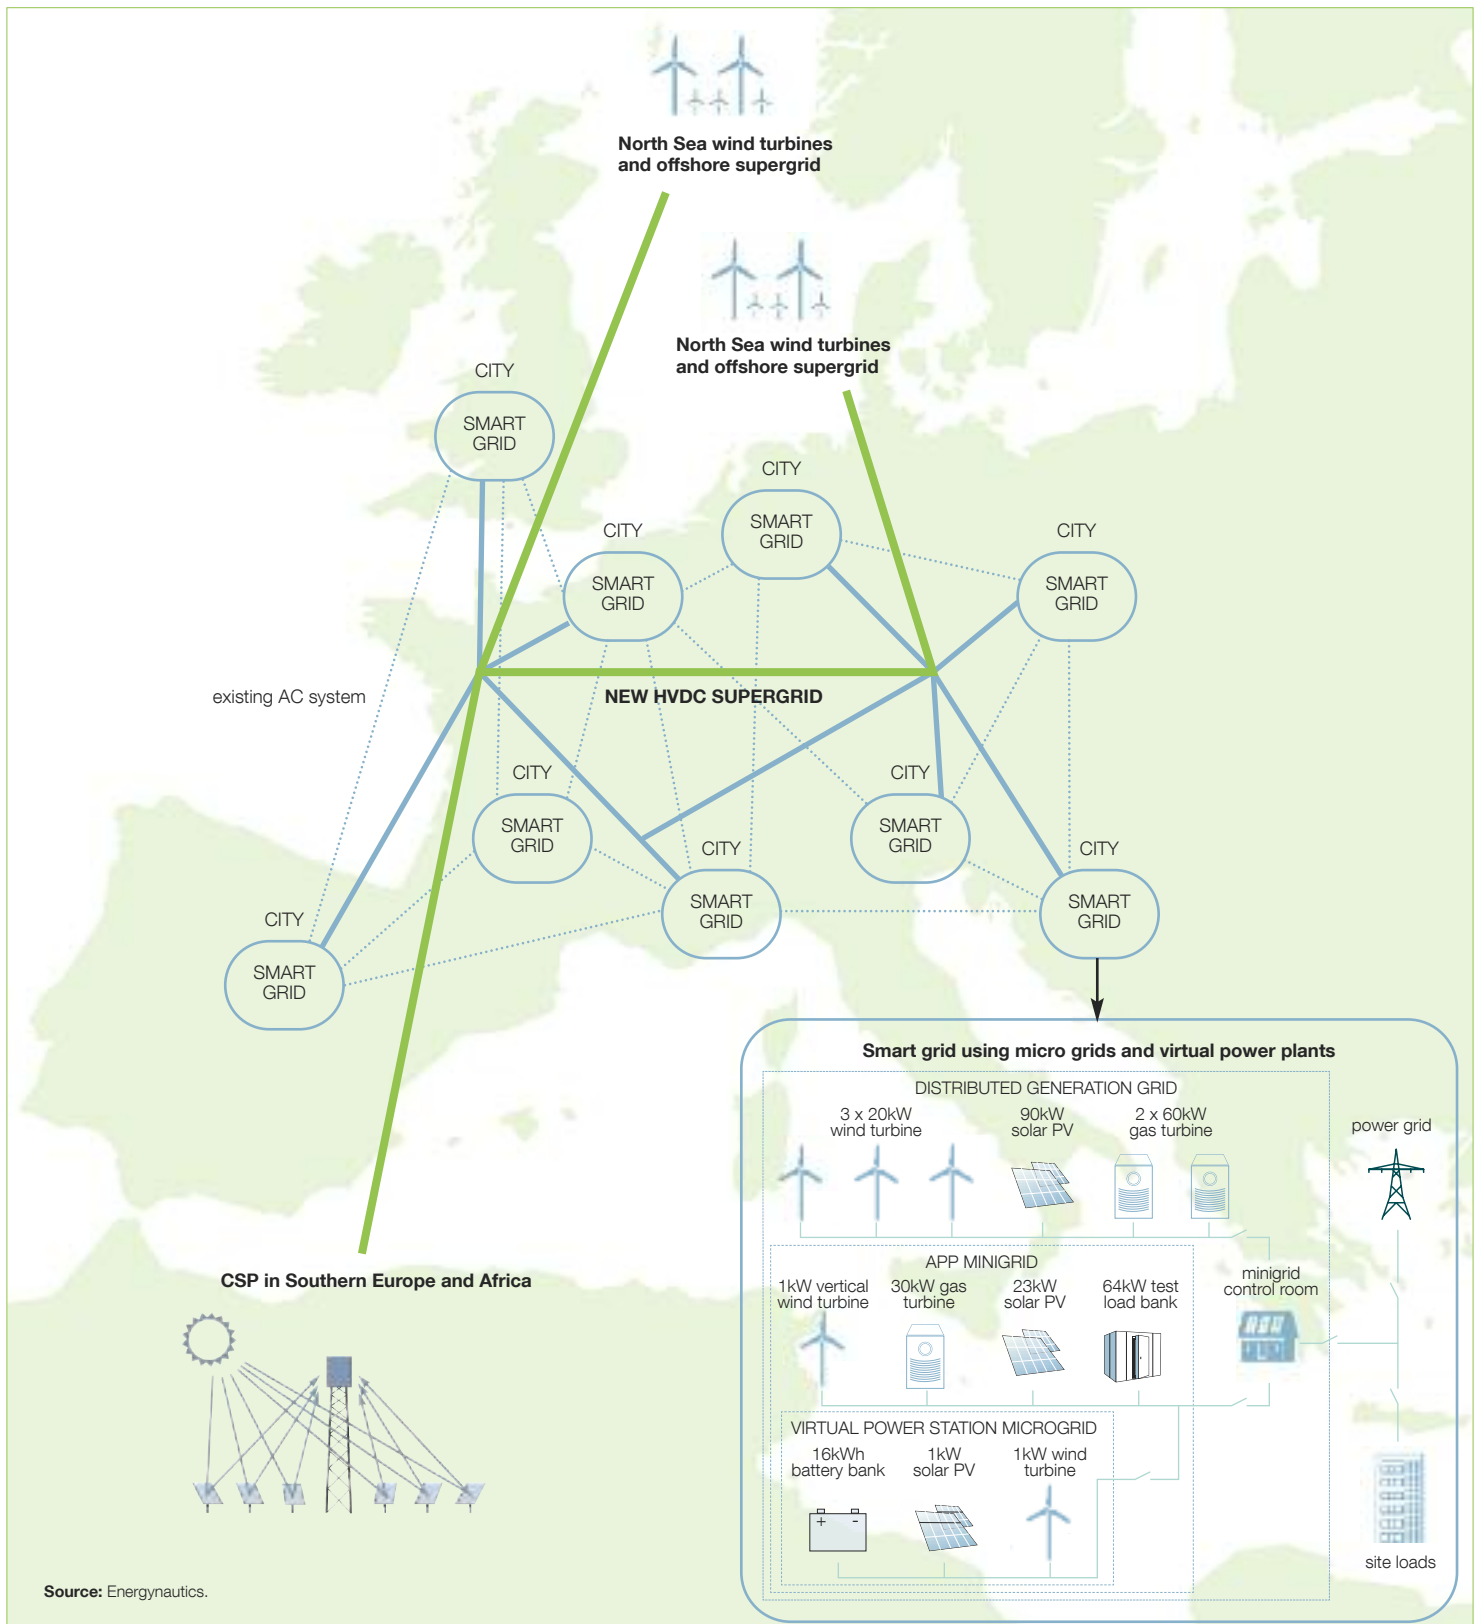 North Sea wind turbines
and offshore supergrid
North Sea wind turbines
and offshore supergrid
CITY
SMART
GRID
CITY
SMART
GRID
CITY
SMART
GRID
CITY
SMART
GRID
existing AC system
NEW HVDC SUPERGRID
CITY
SMART
GRID
CITY
SMART
GRID
CITY
SMART
GRID
CITY
SMART
GRID
CITY
SMART
GRID
Smart grid using micro grids and virtual power plants
DISTRIBUTED GENERATION GRID
3 x 20kW
wind turbine
90kW
solar PV
2 x 60kW
gas turbine
power grid
APP MINIGRID
1kW vertical
wind turbine
30kW gas
turbine
23kW
solar PV
64kW test
load bank
minigrid
control room
VIRTUAL POWER STATION MICROGRID
16kWh
battery bank
1kW
solar PV
1kW wind
turbine
+ -
site loads
CSP in Southern Europe and Africa
Source: Energynautics.